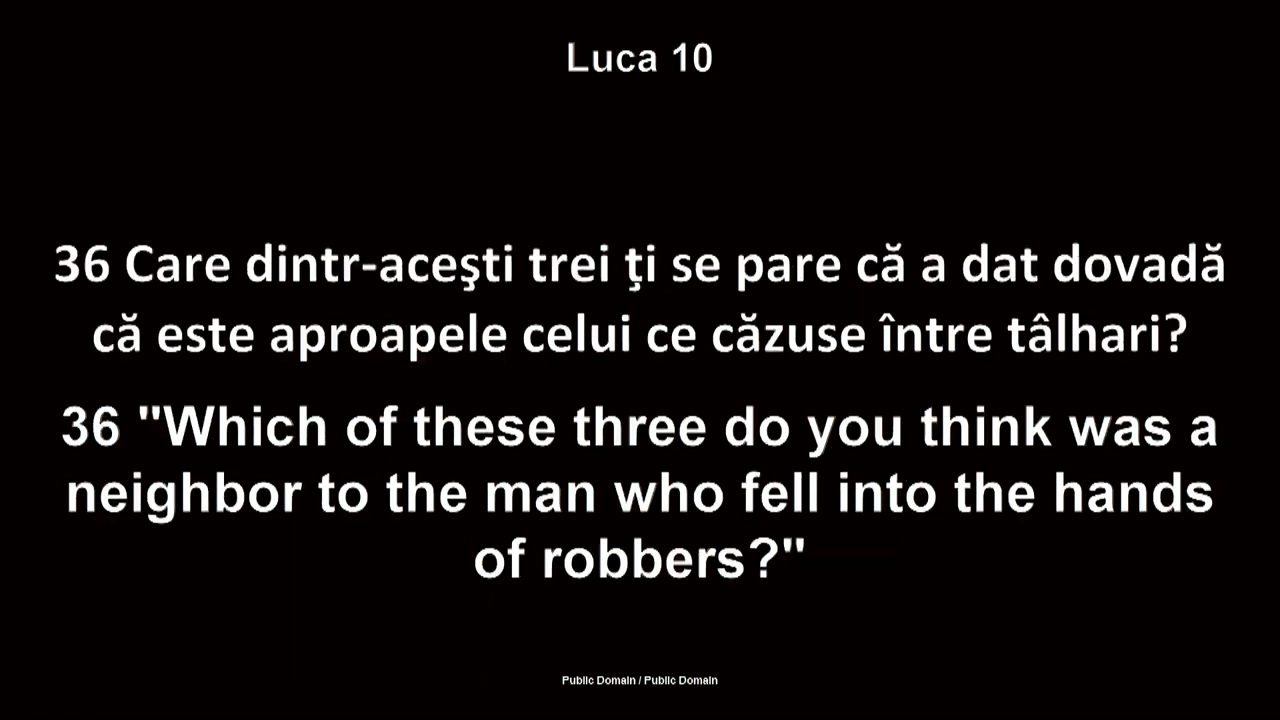 Luca 10
36 Care dintr-aceşti trei ţi se pare că a dat dovadă
că este aproapele celui ce căzuse între tâlhari?
36 "Which of these three do you think was a
neighbor to the man who fell into the hands
of robbers?"
Public Domain / Public Domain